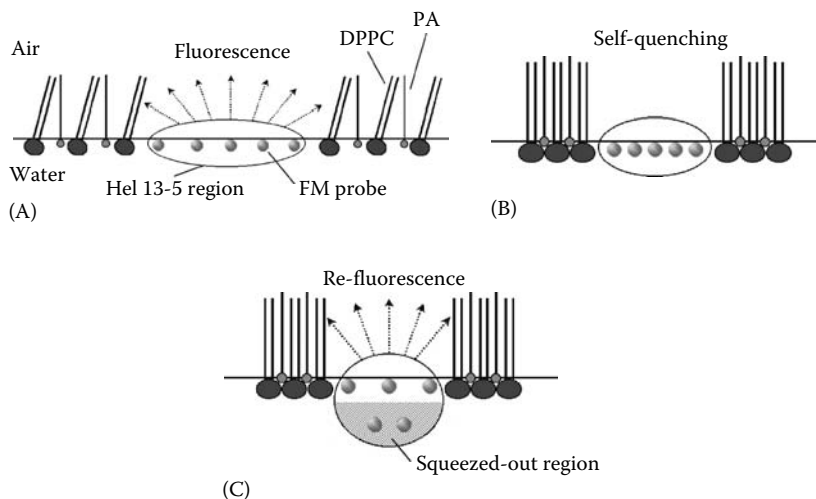 Air
Fluorescence
DPPC
PA
Water
Hel 13-5 region
FM probe
(A)
Self-quenching
(B)
Re-fluorescence
Squeezed-out region
(C)